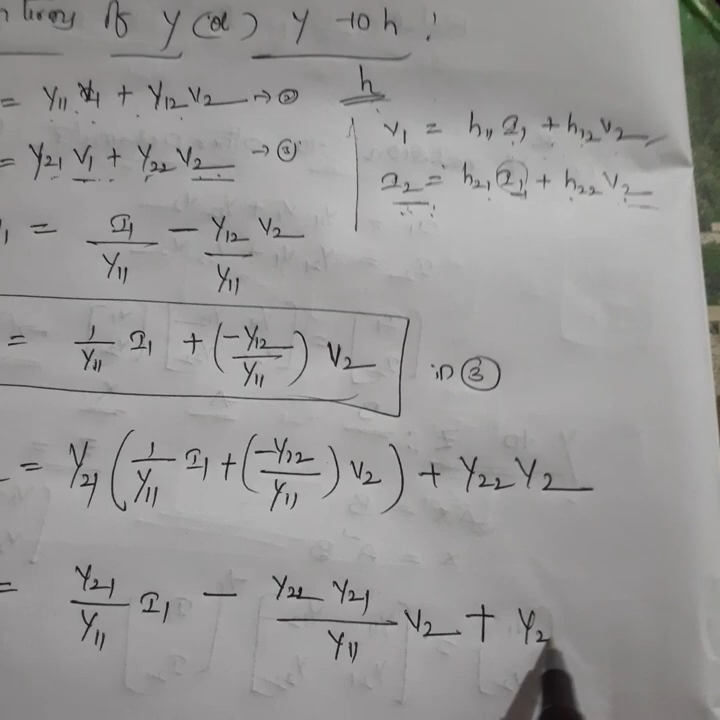 of Y (or) Y to h :
= Y11 V1 + Y12 V2 → ②
= Y21 V1 + Y22 V2 → ③
h
V1 = h11 I1 + h12 V2
I2 = h21 I1 + h22 V2
1 = I1/Y11 − Y12/Y11 V2
= 1/Y11 I1 + (−Y12/Y11) V2 in ③
= Y21 (1/Y11 I1 + (−Y12/Y11) V2) + Y22 Y2
= Y21/Y11 I1 − Y22 Y21/Y11 V2 + Y2